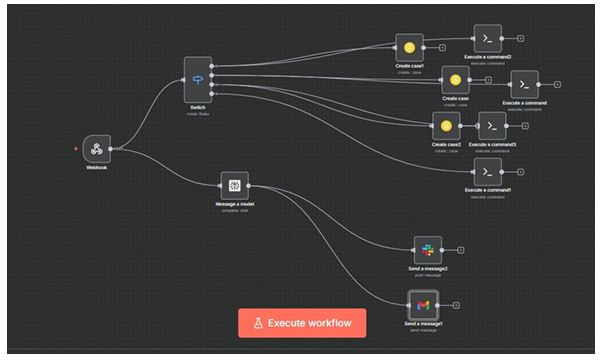 Create case1
create : case
Execute a command2
execute: command
Switch
mode: Rules
Create case
create : case
Execute a command
execute: command
Create case2
create : case
Execute a command3
execute: command
Webhook
Message a model
complete: chat
Execute a command1
execute: command
Send a message2
post: message
Send a message1
send: message
Execute workflow